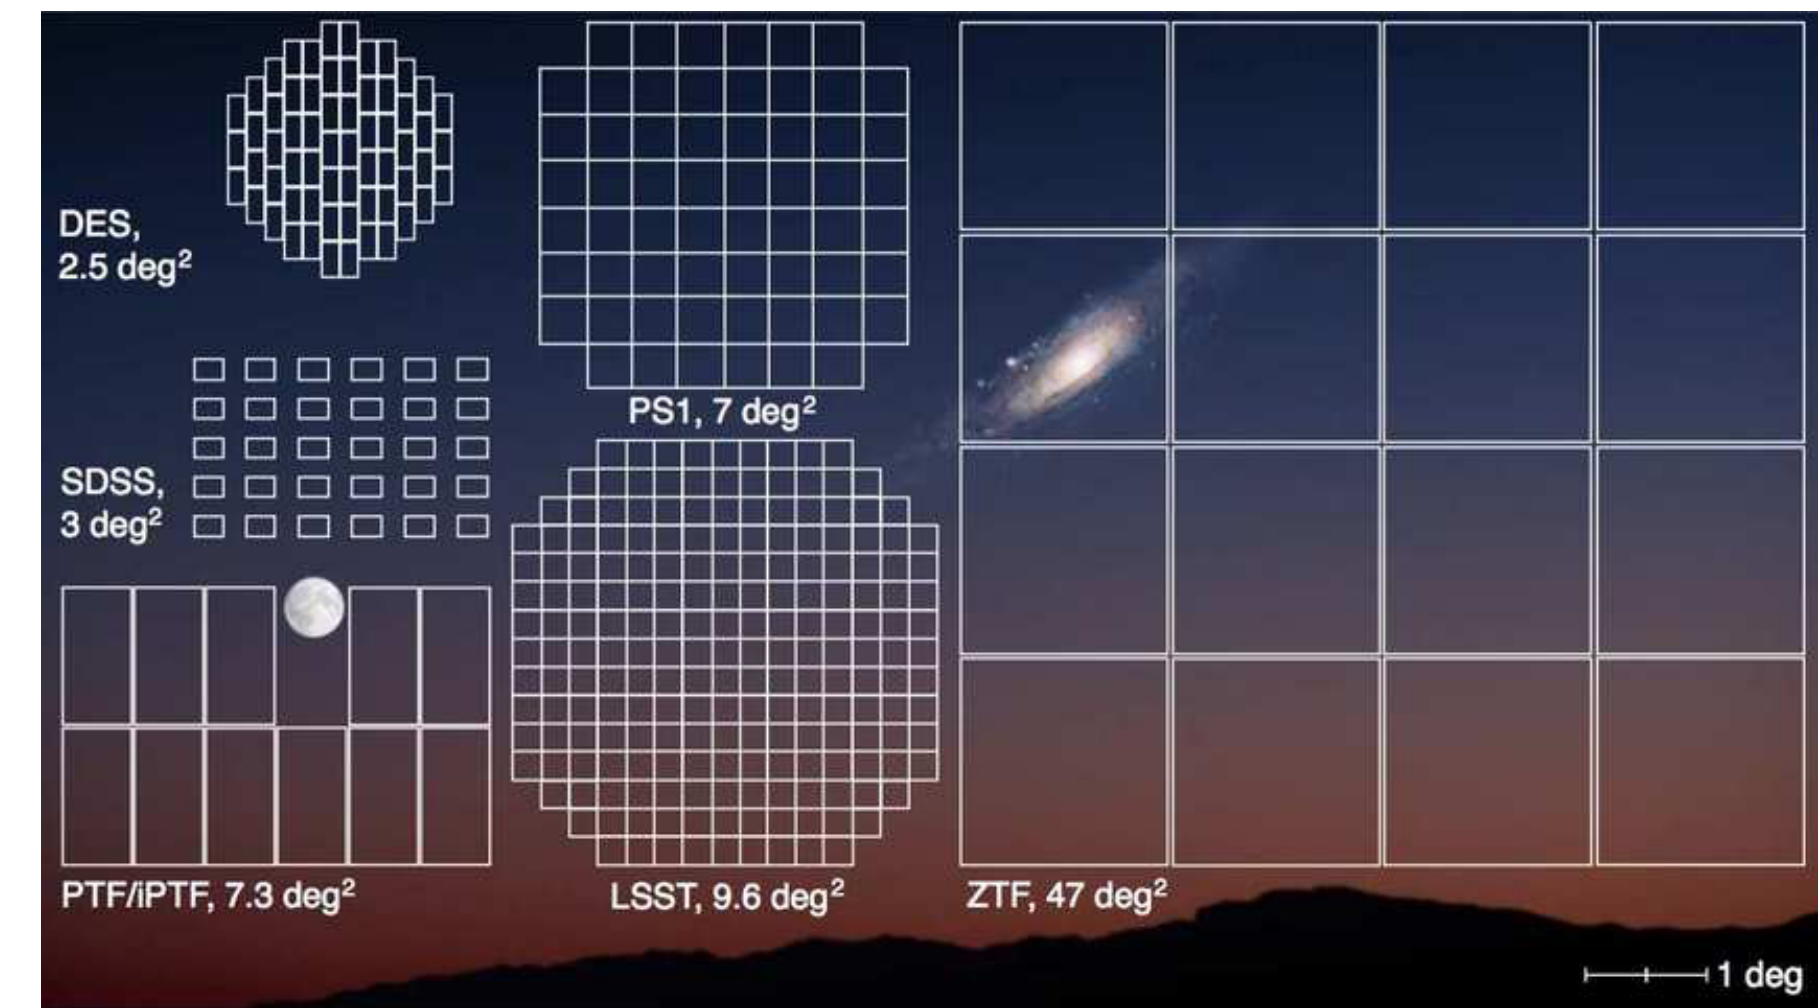 DES,
2.5 deg²
SDSS,
3 deg²
PTF/iPTF, 7.3 deg²
PS1, 7 deg²
LSST, 9.6 deg²
ZTF, 47 deg²
1 deg